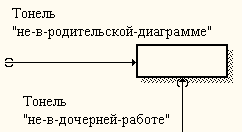 Тонель
"не-в-родительской-диаграмме"
Тонель
"не-в-дочерней-работе"